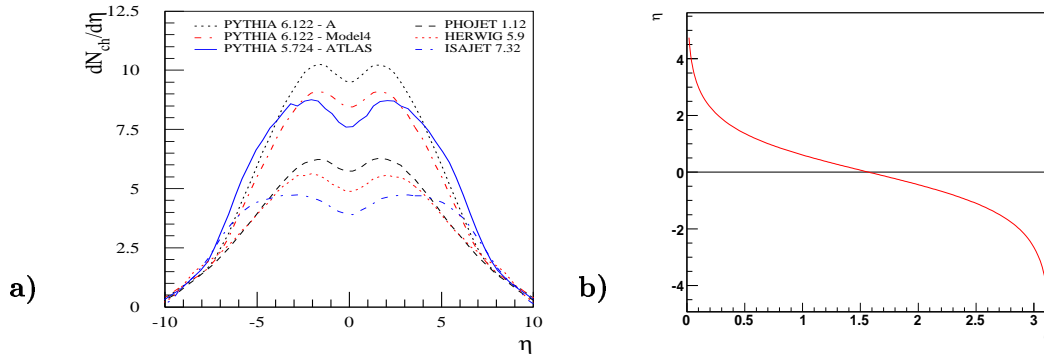 a)
dN_ch/dη
12.5
10
7.5
5
2.5
0
-10
-5
0
5
10
η
PYTHIA 6.122 - A
PYTHIA 6.122 - Model4
PYTHIA 5.724 - ATLAS
PHOJET 1.12
HERWIG 5.9
ISAJET 7.32
b)
η
4
2
0
-2
-4
0
0.5
1
1.5
2
2.5
3